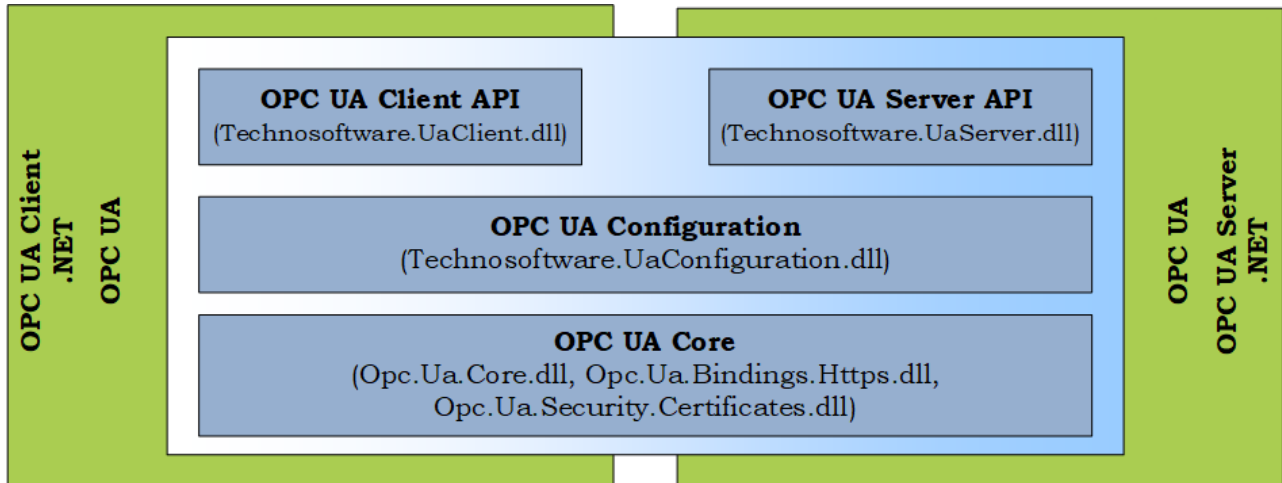 OPC UA Client
.NET
OPC UA
OPC UA Client API
(Technosoftware.UaClient.dll)
OPC UA Server API
(Technosoftware.UaServer.dll)
OPC UA Configuration
(Technosoftware.UaConfiguration.dll)
OPC UA Core
(Opc.Ua.Core.dll, Opc.Ua.Bindings.Https.dll,
Opc.Ua.Security.Certificates.dll)
OPC UA
OPC UA Server
.NET